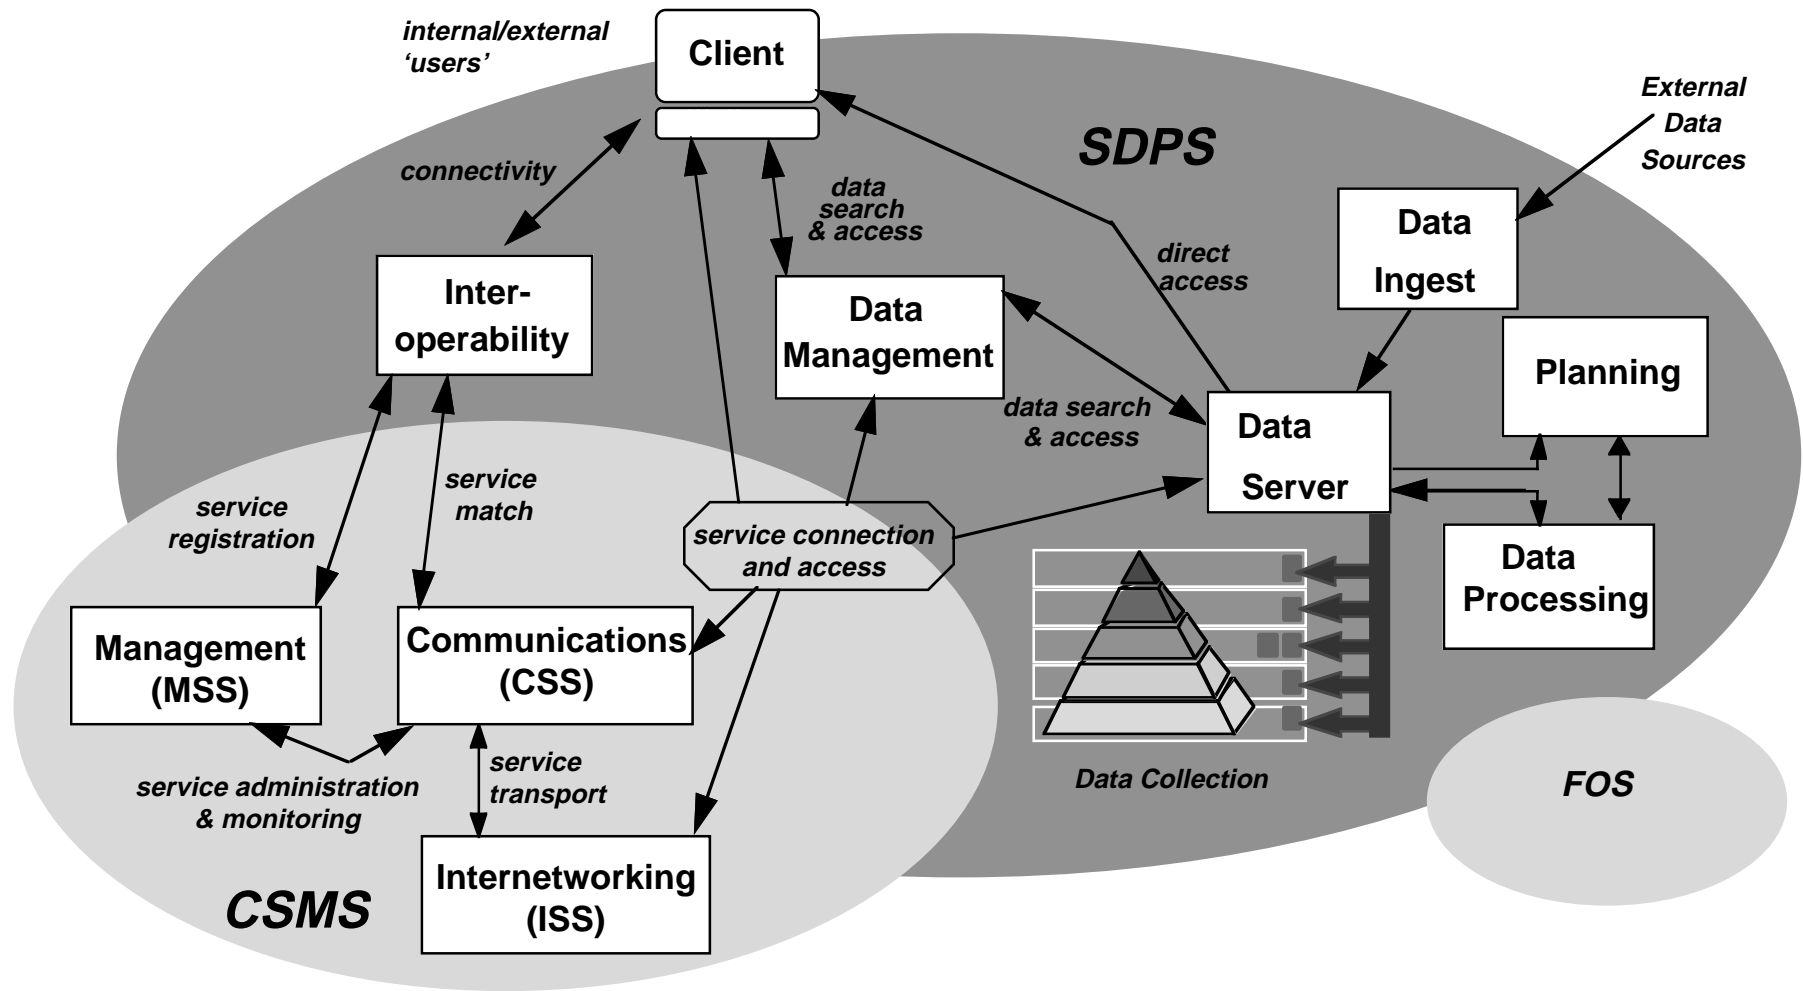 internal/external
‘users’
Client
SDPS
External
Data
Sources
connectivity
data
search
& access
direct
access
Data
Ingest
Inter-
operability
Data
Management
Planning
data search
& access
Data
Server
service
registration
service
match
service connection
and access
Data
Processing
Management
(MSS)
Communications
(CSS)
service administration
& monitoring
service
transport
Data Collection
FOS
Internetworking
(ISS)
CSMS